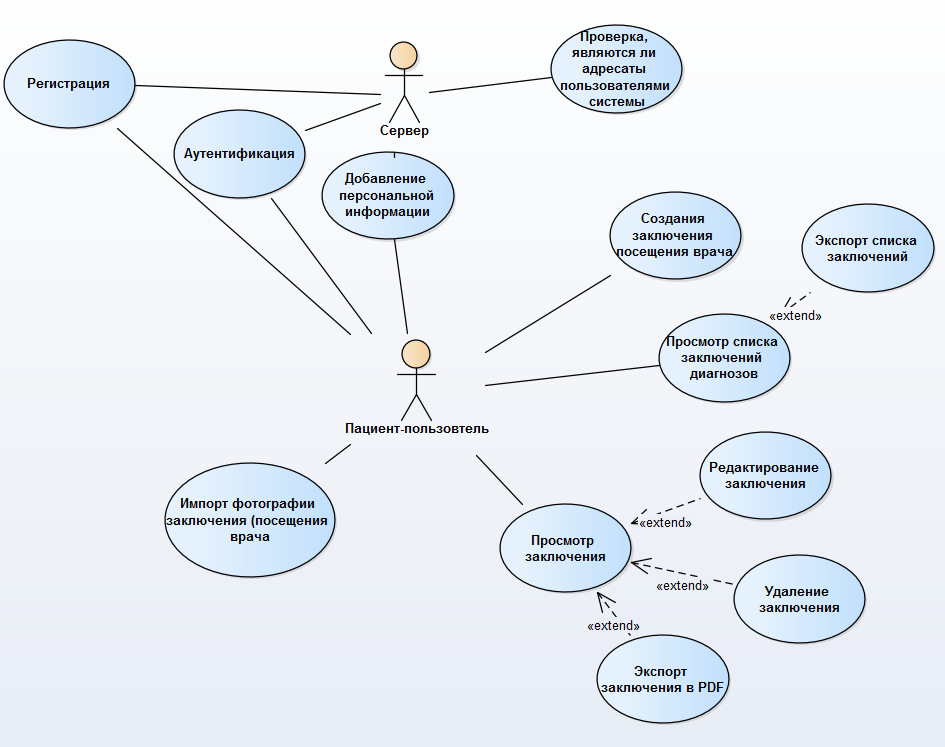 Проверка,
являются ли
адресаты
пользователями
системы
Регистрация
Сервер
Аутентификация
Добавление
персональной
информации
Создания
заключения
посещения врача
Экспорт списка
заключений
«extend»
Просмотр списка
заключений
диагнозов
Пациент-пользовтель
Редактирование
заключения
Импорт фотографии
заключения (посещения
врача
«extend»
Просмотр
заключения
«extend»
Удаление
заключения
«extend»
Экспорт
заключения в PDF